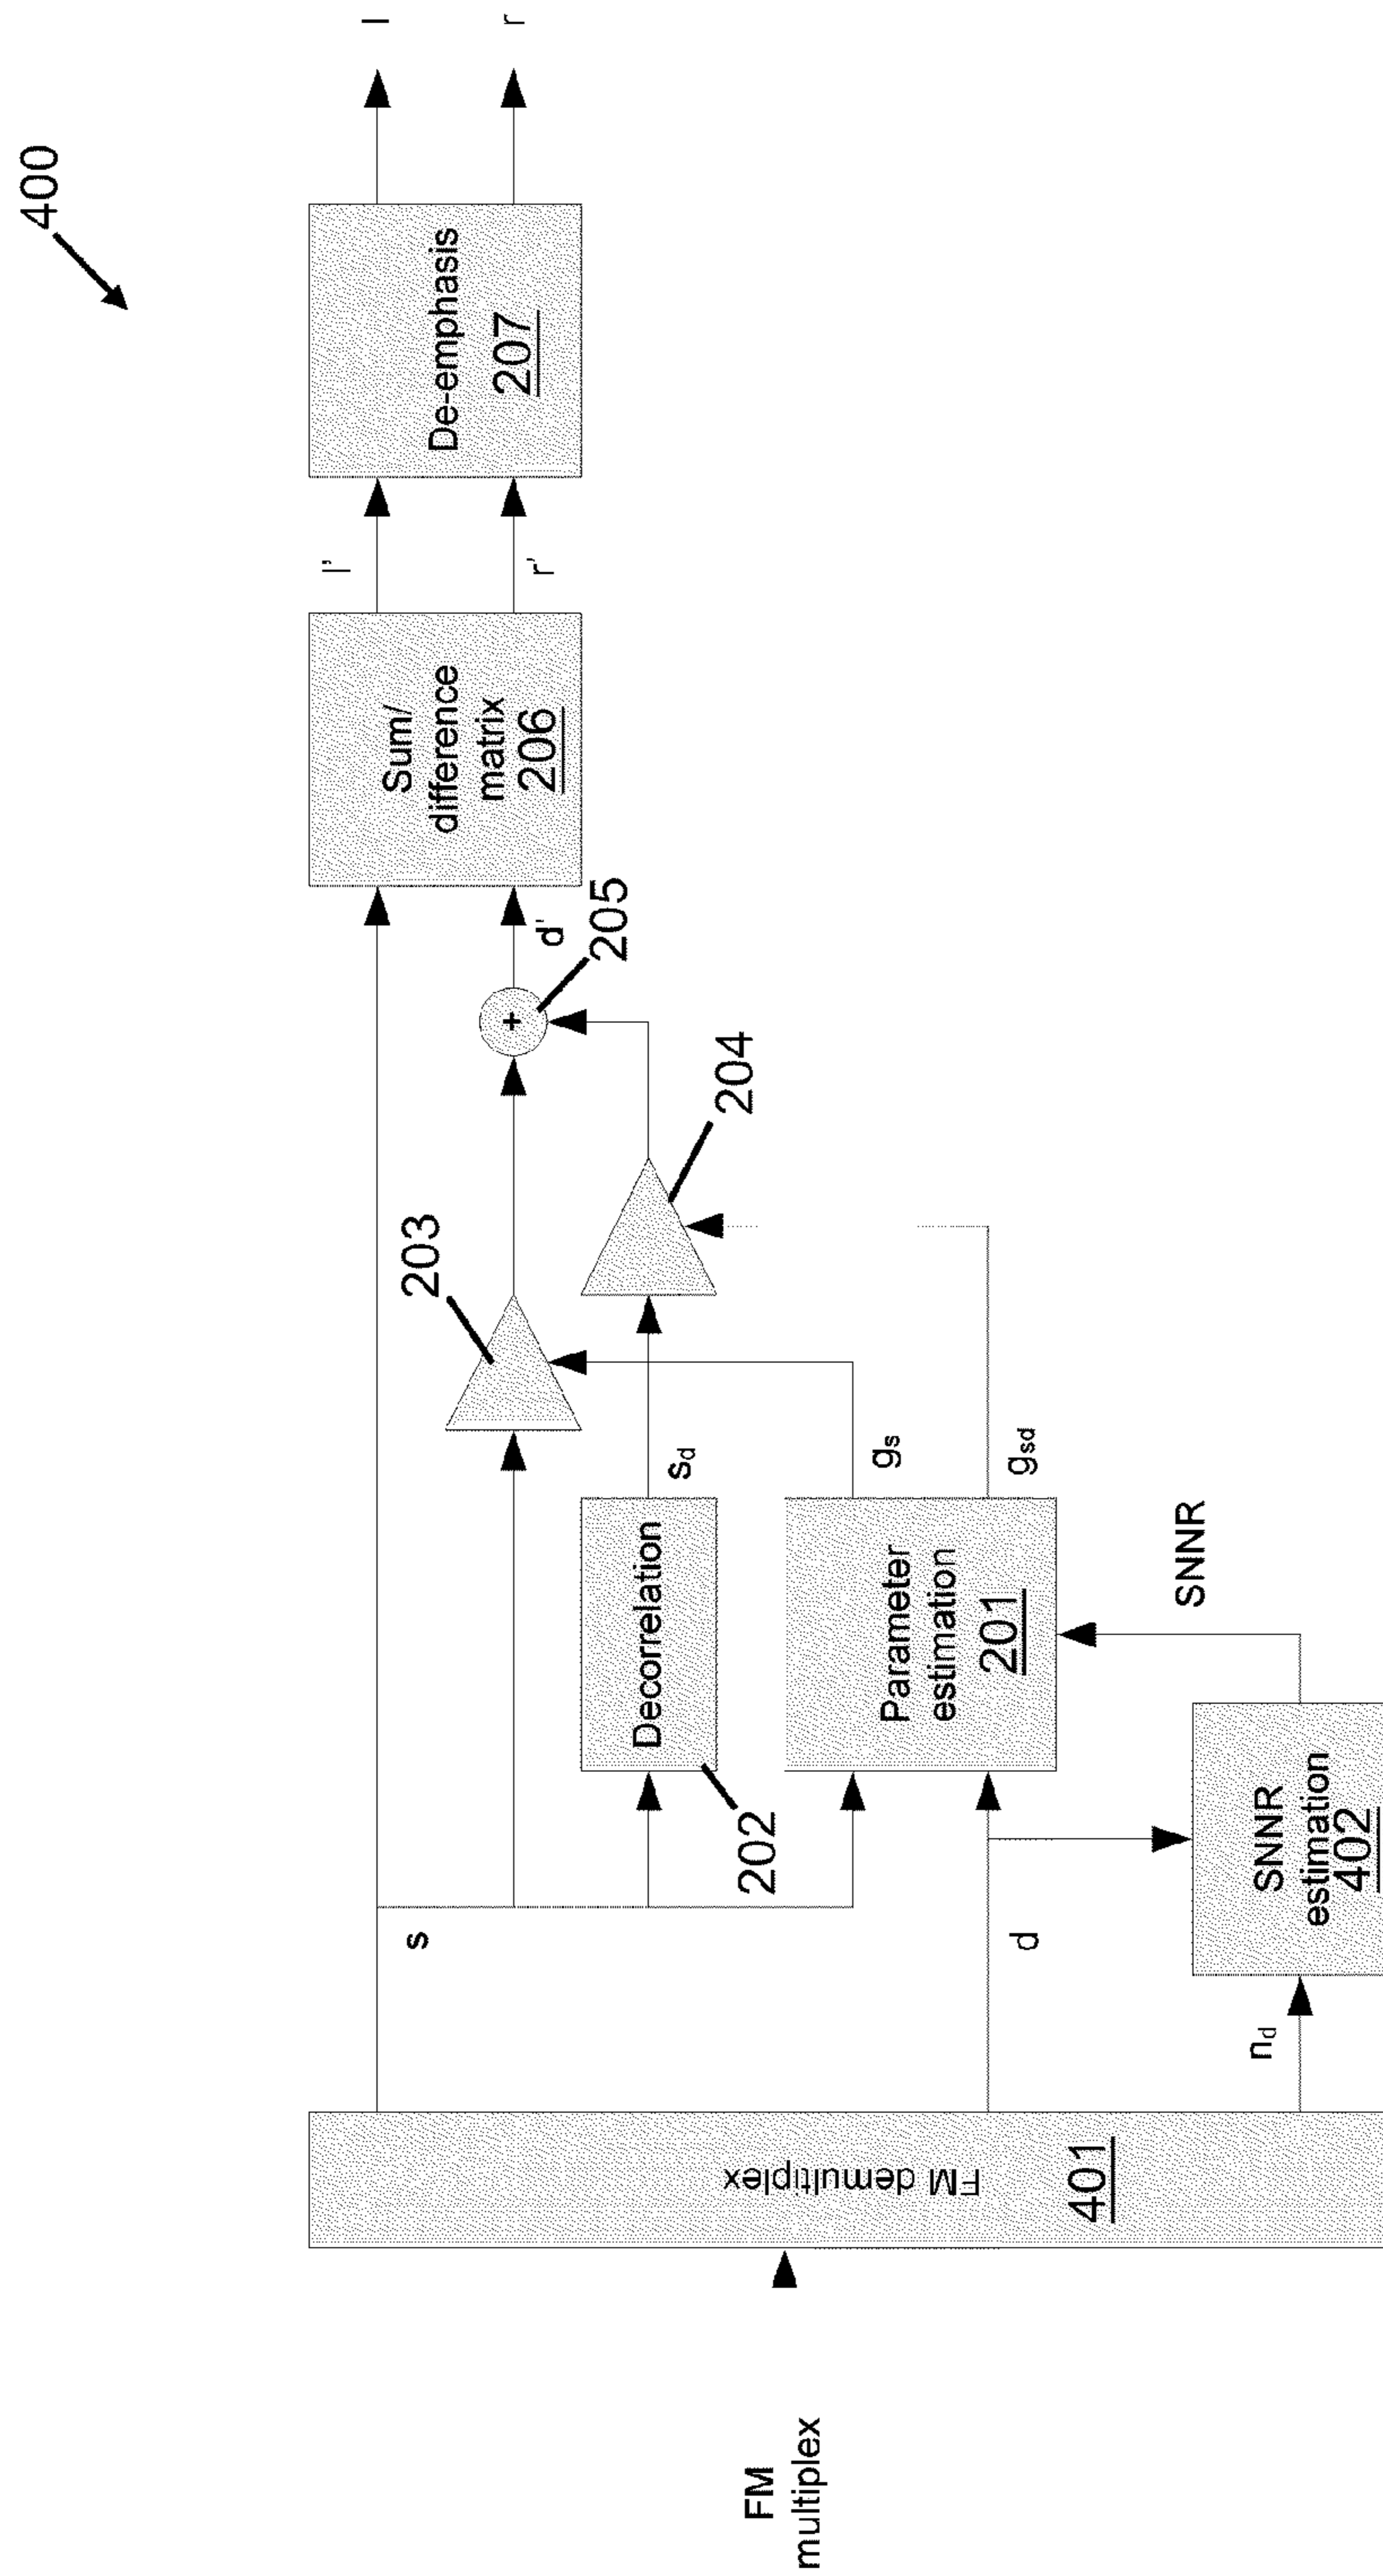 400
FM
multiplex
FM demultiplex
401
s
d
nd
SNNR
estimation
402
SNNR
Decorrelation
202
Parameter
estimation
201
sd
gs
gsd
203
204
+
205
d'
Sum/
difference
matrix
206
l'
r'
De-emphasis
207
l
r